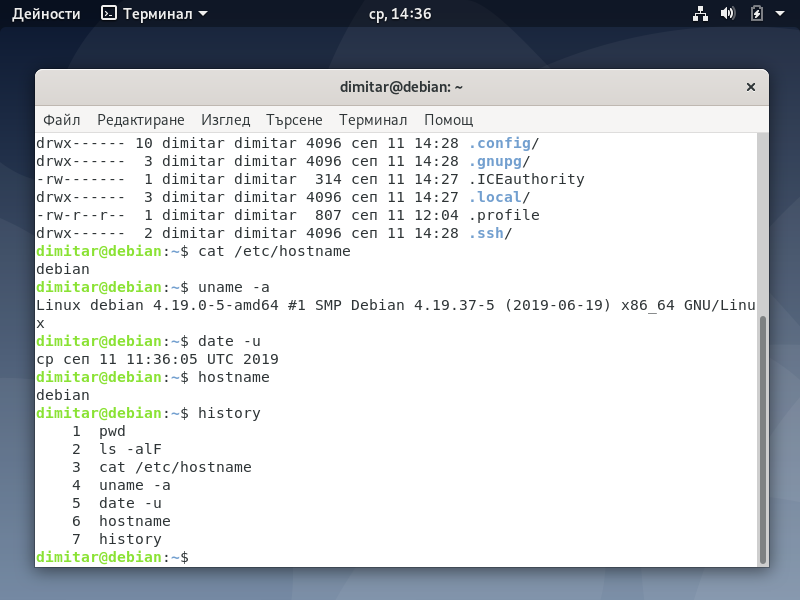 Дейности Терминал ср, 14:36
dimitar@debian: ~ ×
Файл Редактиране Изглед Търсене Терминал Помощ
drwx------ 10 dimitar dimitar 4096 сеп 11 14:28 .config/
drwx------  3 dimitar dimitar 4096 сеп 11 14:28 .gnupg/
-rw-------  1 dimitar dimitar  314 сеп 11 14:27 .ICEauthority
drwx------  3 dimitar dimitar 4096 сеп 11 14:27 .local/
-rw-r--r--  1 dimitar dimitar  807 сеп 11 12:04 .profile
drwx------  2 dimitar dimitar 4096 сеп 11 14:28 .ssh/
dimitar@debian:~$ cat /etc/hostname
debian
dimitar@debian:~$ uname -a
Linux debian 4.19.0-5-amd64 #1 SMP Debian 4.19.37-5 (2019-06-19) x86_64 GNU/Linu
x
dimitar@debian:~$ date -u
ср сеп 11 11:36:05 UTC 2019
dimitar@debian:~$ hostname
debian
dimitar@debian:~$ history
    1  pwd
    2  ls -alF
    3  cat /etc/hostname
    4  uname -a
    5  date -u
    6  hostname
    7  history
dimitar@debian:~$